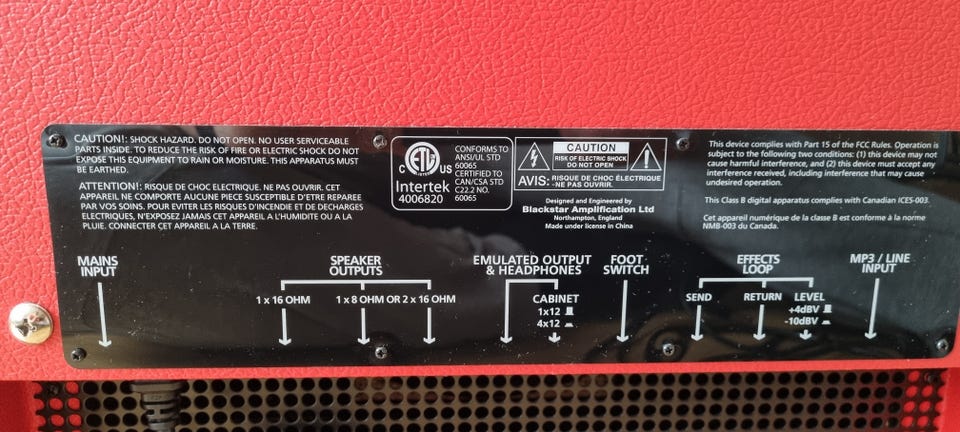 CAUTION!: SHOCK HAZARD. DO NOT OPEN. NO USER SERVICEABLE
PARTS INSIDE. TO REDUCE THE RISK OF FIRE OR ELECTRIC SHOCK DO NOT
EXPOSE THIS EQUIPMENT TO RAIN OR MOISTURE. THIS APPARATUS MUST
BE EARTHED.
ATTENTION!: RISQUE DE CHOC ELECTRIQUE. NE PAS OUVRIR. CET
APPAREIL NE COMPORTE AUCUNE PIECE SUSCEPTIBLE D'ETRE REPAREE
PAR VOS SOINS. POUR EVITER LES RISQUES D'INCENDIE ET DE DECHARGES
ELECTRIQUES, N'EXPOSEZ JAMAIS CET APPAREIL A L'HUMIDITE OU A LA
PLUIE. CONNECTER CET APPAREIL A LA TERRE.
C ETL US
INTERTEK
Intertek
4006820
CONFORMS TO
ANSI/UL STD
60065
CERTIFIED TO
CAN/CSA STD
C22.2 NO.
60065
CAUTION
RISK OF ELECTRIC SHOCK
DO NOT OPEN
AVIS: RISQUE DE CHOC ÉLECTRIQUE
-NE PAS OUVRIR.
Designed and Engineered by
Blackstar Amplification Ltd
Northampton, England
Made under license in China
This device complies with Part 15 of the FCC Rules. Operation is
subject to the following two conditions: (1) this device may not
cause harmful interference, and (2) this device must accept any
interference received, including interference that may cause
undesired operation.
This Class B digital apparatus complies with Canadian ICES-003.
Cet appareil numérique de la classe B est conforme à la norme
NMB-003 du Canada.
MAINS
INPUT
SPEAKER
OUTPUTS
1 x 16 OHM
1 x 8 OHM OR 2 x 16 OHM
EMULATED OUTPUT
& HEADPHONES
CABINET
1x12
4x12
FOOT
SWITCH
EFFECTS
LOOP
SEND
RETURN
LEVEL
+4dBV
-10dBV
MP3 / LINE
INPUT